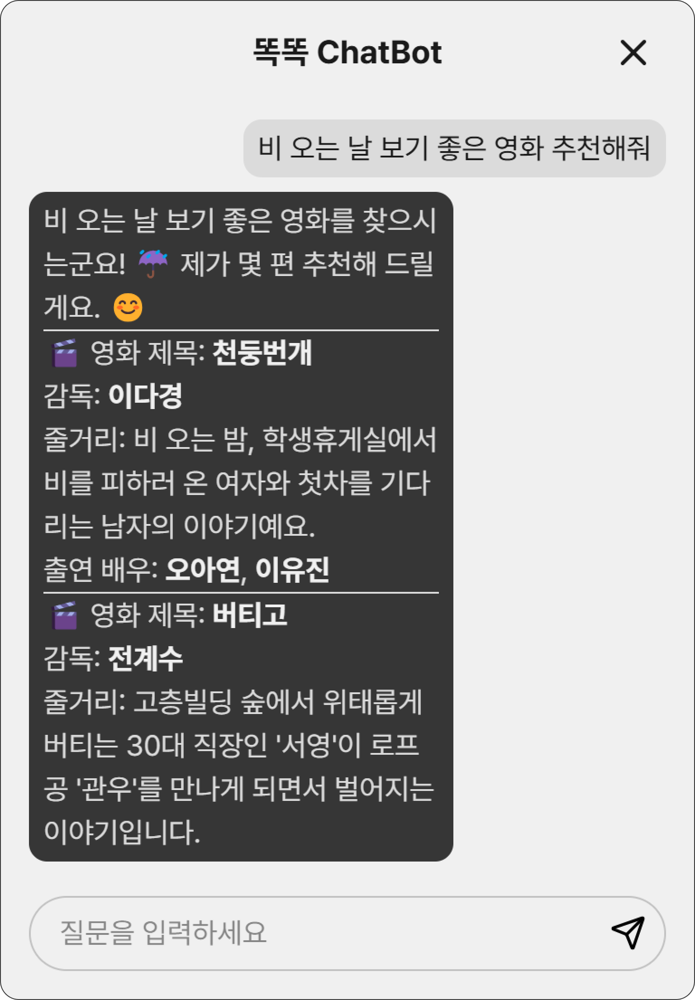 똑똑 ChatBot
비 오는 날 보기 좋은 영화 추천해줘
비 오는 날 보기 좋은 영화를 찾으시
는군요! ☔ 제가 몇 편 추천해 드릴
게요. 😊
🎬 영화 제목: 천둥번개
감독: 이다경
줄거리: 비 오는 밤, 학생휴게실에서
비를 피하러 온 여자와 첫차를 기다
리는 남자의 이야기예요.
출연 배우: 오아연, 이유진
🎬 영화 제목: 버티고
감독: 전계수
줄거리: 고층빌딩 숲에서 위태롭게
버티는 30대 직장인 '서영'이 로프
공 '관우'를 만나게 되면서 벌어지는
이야기입니다.
질문을 입력하세요